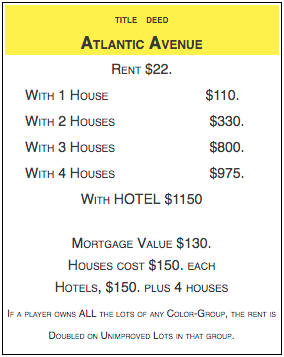 TITLE DEED
ATLANTIC AVENUE
RENT $22.
WITH 1 HOUSE $110.
WITH 2 HOUSES $330.
WITH 3 HOUSES $800.
WITH 4 HOUSES $975.
WITH HOTEL $1150
MORTGAGE VALUE $130.
HOUSES COST $150. EACH
HOTELS, $150. PLUS 4 HOUSES
IF A PLAYER OWNS ALL THE LOTS OF ANY COLOR-GROUP, THE RENT IS
DOUBLED ON UNIMPROVED LOTS IN THAT GROUP.